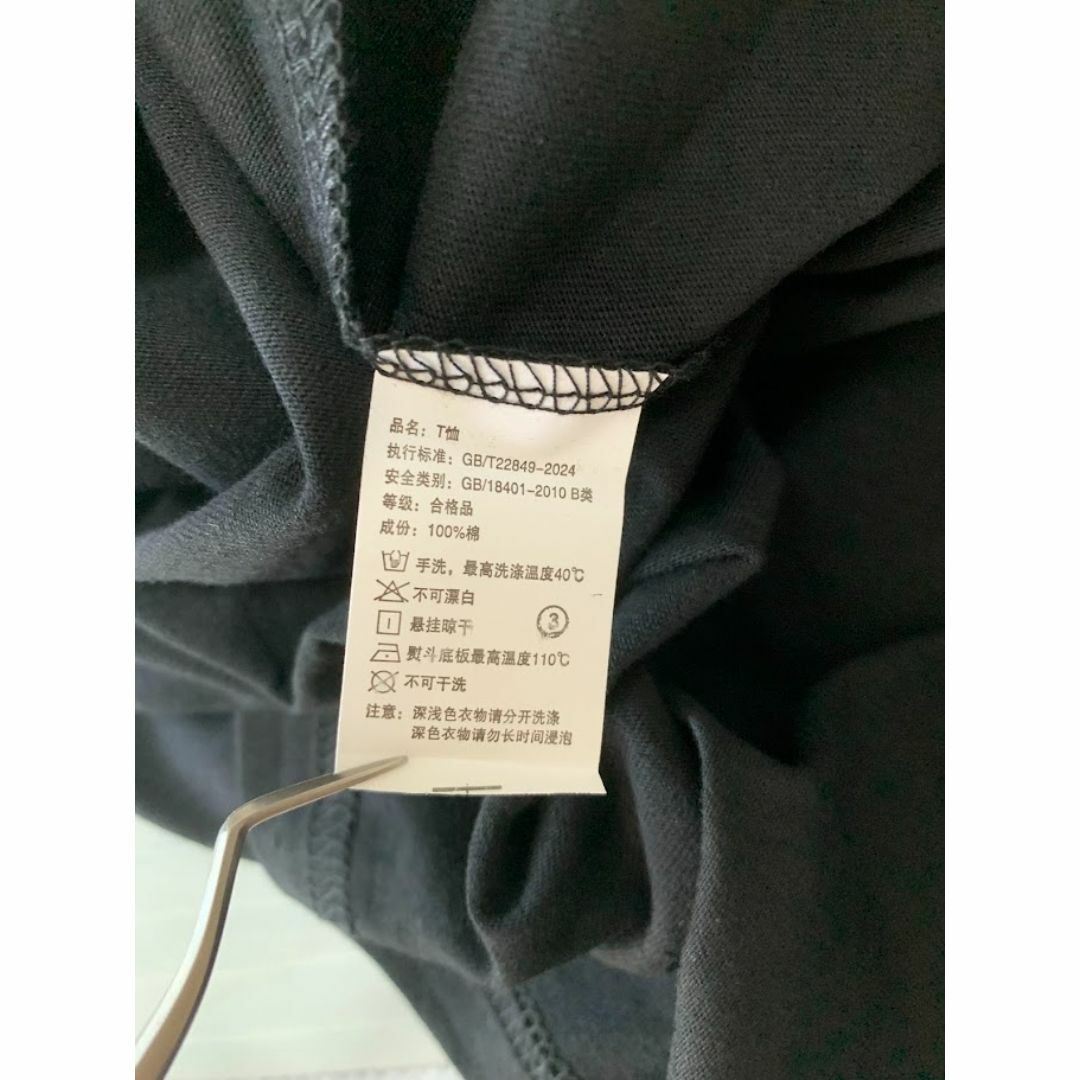 品名：T恤
执行标准：GB/T22849-2024
安全类别：GB/18401-2010 B类
等级：合格品
成份：100%棉
手洗，最高洗涤温度40℃
不可漂白
悬挂晾干
3
熨斗底板最高温度110℃
不可干洗
注意：深浅色衣物请分开洗涤
深色衣物请勿长时间浸泡